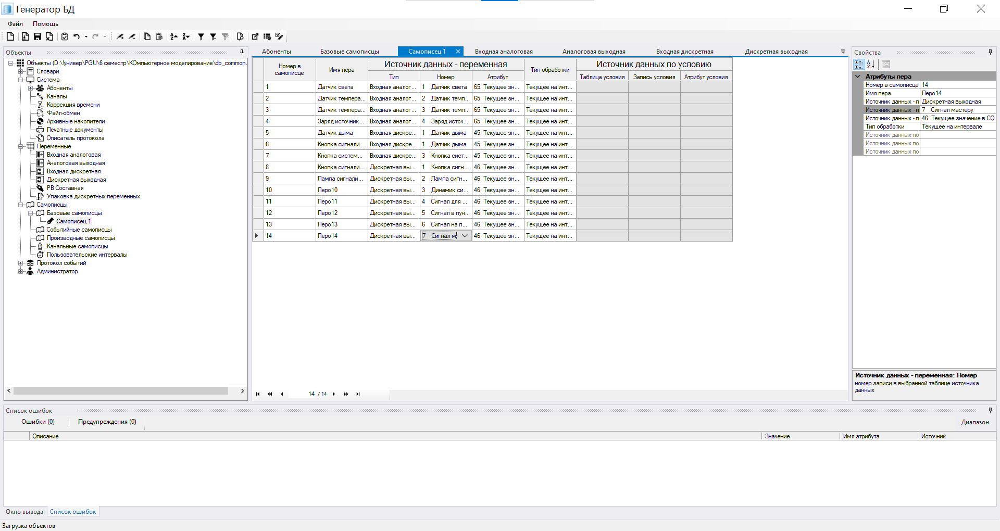 Генератор БД
Файл Помощь
Объекты
Объекты (D:\!универ\PGU\6 семестр\КОмпьютерное моделирование\db_common.
Словари
Система
Абоненты
Каналы
Коррекция времени
Файл-обмен
Архивные накопители
Печатные документы
Описатель протокола
Переменные
Входная аналоговая
Аналоговая выходная
Входная дискретная
Дискретная выходная
РВ Составная
Упаковка дискретных переменных
Самописцы
Базовые самописцы
Самописец 1
Событийные самописцы
Производные самописцы
Канальные самописцы
Пользовательские интервалы
Протокол событий
Администратор
Абоненты Базовые самописцы Самописец 1 Входная аналоговая Аналоговая выходная Входная дискретная Дискретная выходная
Номер в самописце Имя пера Источник данных - переменная Тип обработки Источник данных по условию
Тип Номер Атрибут Таблица условия Запись условия Атрибут условия
1 Датчик света Входная аналог... 1 Датчик света 65 Текущее зн... Текущее на инт...
2 Датчик темпера... Входная аналог... 2 Датчик темп... 65 Текущее зн... Текущее на инт...
3 Датчик темпера... Входная аналог... 3 Датчик темп... 65 Текущее зн... Текущее на инт...
4 Заряд источник... Входная аналог... 4 Заряд источ... 65 Текущее зн... Текущее на инт...
5 Датчик дыма Входная дискре... 1 Датчик дыма 45 Текущее зн... Текущее на инт...
6 Кнопка сигнали... Входная дискре... 1 Датчик дыма 45 Текущее зн... Текущее на инт...
7 Кнопка систем... Входная дискре... 3 Кнопка сист... 45 Текущее зн... Текущее на инт...
8 Кнопка сигнали... Дискретная вы... 1 Кнопка сигн... 46 Текущее зн... Текущее на инт...
9 Лампа сигнали... Дискретная вы... 2 Лампа сигн... 46 Текущее зн... Текущее на инт...
10 Перо10 Дискретная вы... 3 Динамик си... 46 Текущее зн... Текущее на инт...
11 Перо11 Дискретная вы... 4 Сигнал для ... 46 Текущее зн... Текущее на инт...
12 Перо12 Дискретная вы... 5 Сигнал в пун... 46 Текущее зн... Текущее на инт...
13 Перо13 Дискретная вы... 6 Сигнал на п... 46 Текущее зн... Текущее на инт...
14 Перо14 Дискретная вы... 7 Сигнал м 46 Текущее зн... Текущее на инт...
14 / 14
Свойства
Атрибуты пера
Номер в самописце 14
Имя пера Перо14
Источник данных - п Дискретная выходная
Источник данных - п 7 Сигнал мастеру
Источник данных - п 46 Текущее значение в СО
Тип обработки Текущее на интервале
Источник данных по
Источник данных по
Источник данных по
Источник данных - переменная: Номер
номер записи в выбранной таблице источника
данных
Список ошибок
Ошибки (0) Предупреждения (0) Диапазон
Описание Значение Имя атрибута Источник
Окно вывода Список ошибок
Загрузка объектов